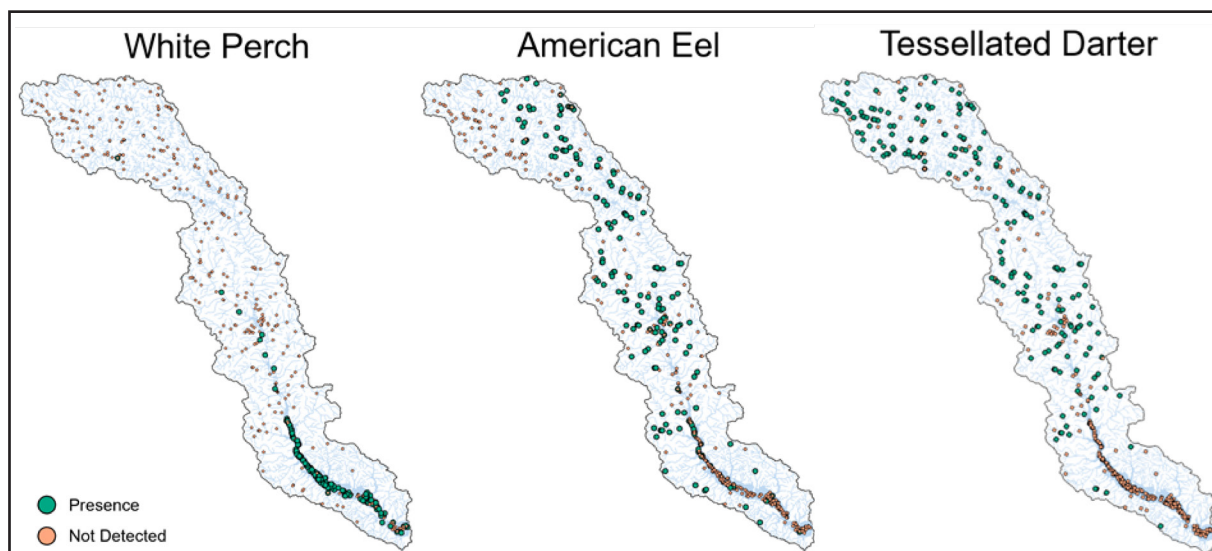 White Perch
American Eel
Tessellated Darter
Presence
Not Detected